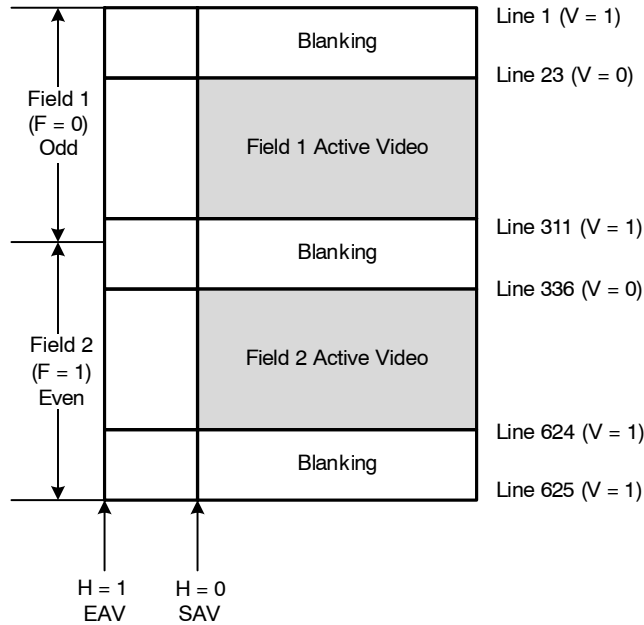 Blanking
Line 1 (V = 1)
Line 23 (V = 0)
Field 1
(F = 0)
Odd
Field 1 Active Video
Line 311 (V = 1)
Blanking
Line 336 (V = 0)
Field 2
(F = 1)
Even
Field 2 Active Video
Line 624 (V = 1)
Blanking
Line 625 (V = 1)
H = 1
EAV
H = 0
SAV